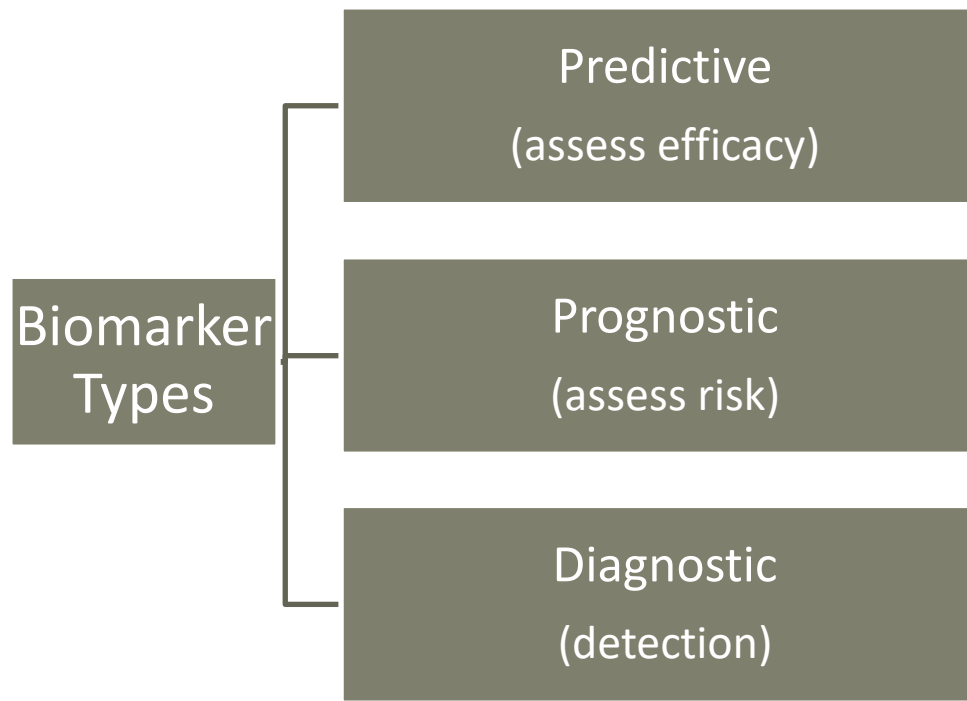 Biomarker
Types
Predictive
(assess efficacy)
Prognostic
(assess risk)
Diagnostic
(detection)